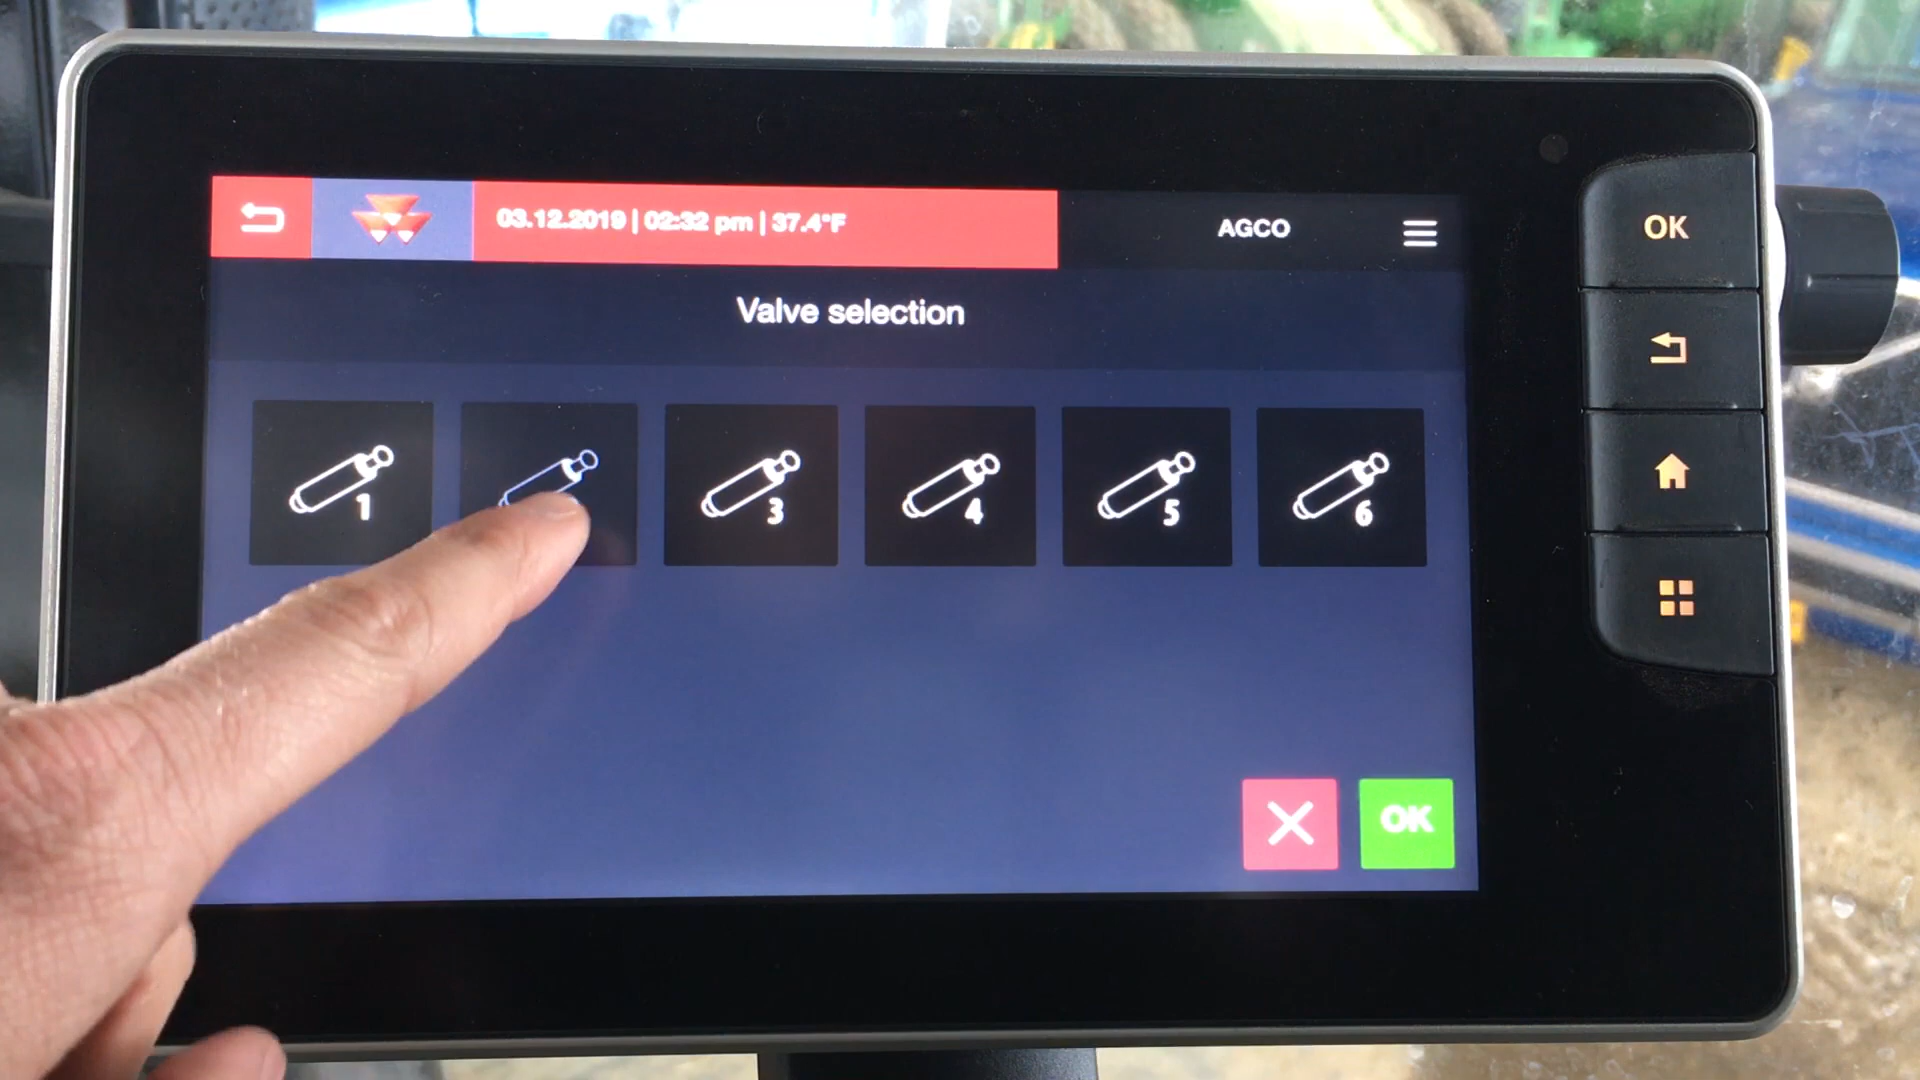 03.12.2019 | 02:32 pm | 37.4°F
AGCO
OK
Valve selection
1
3
4
5
6
OK